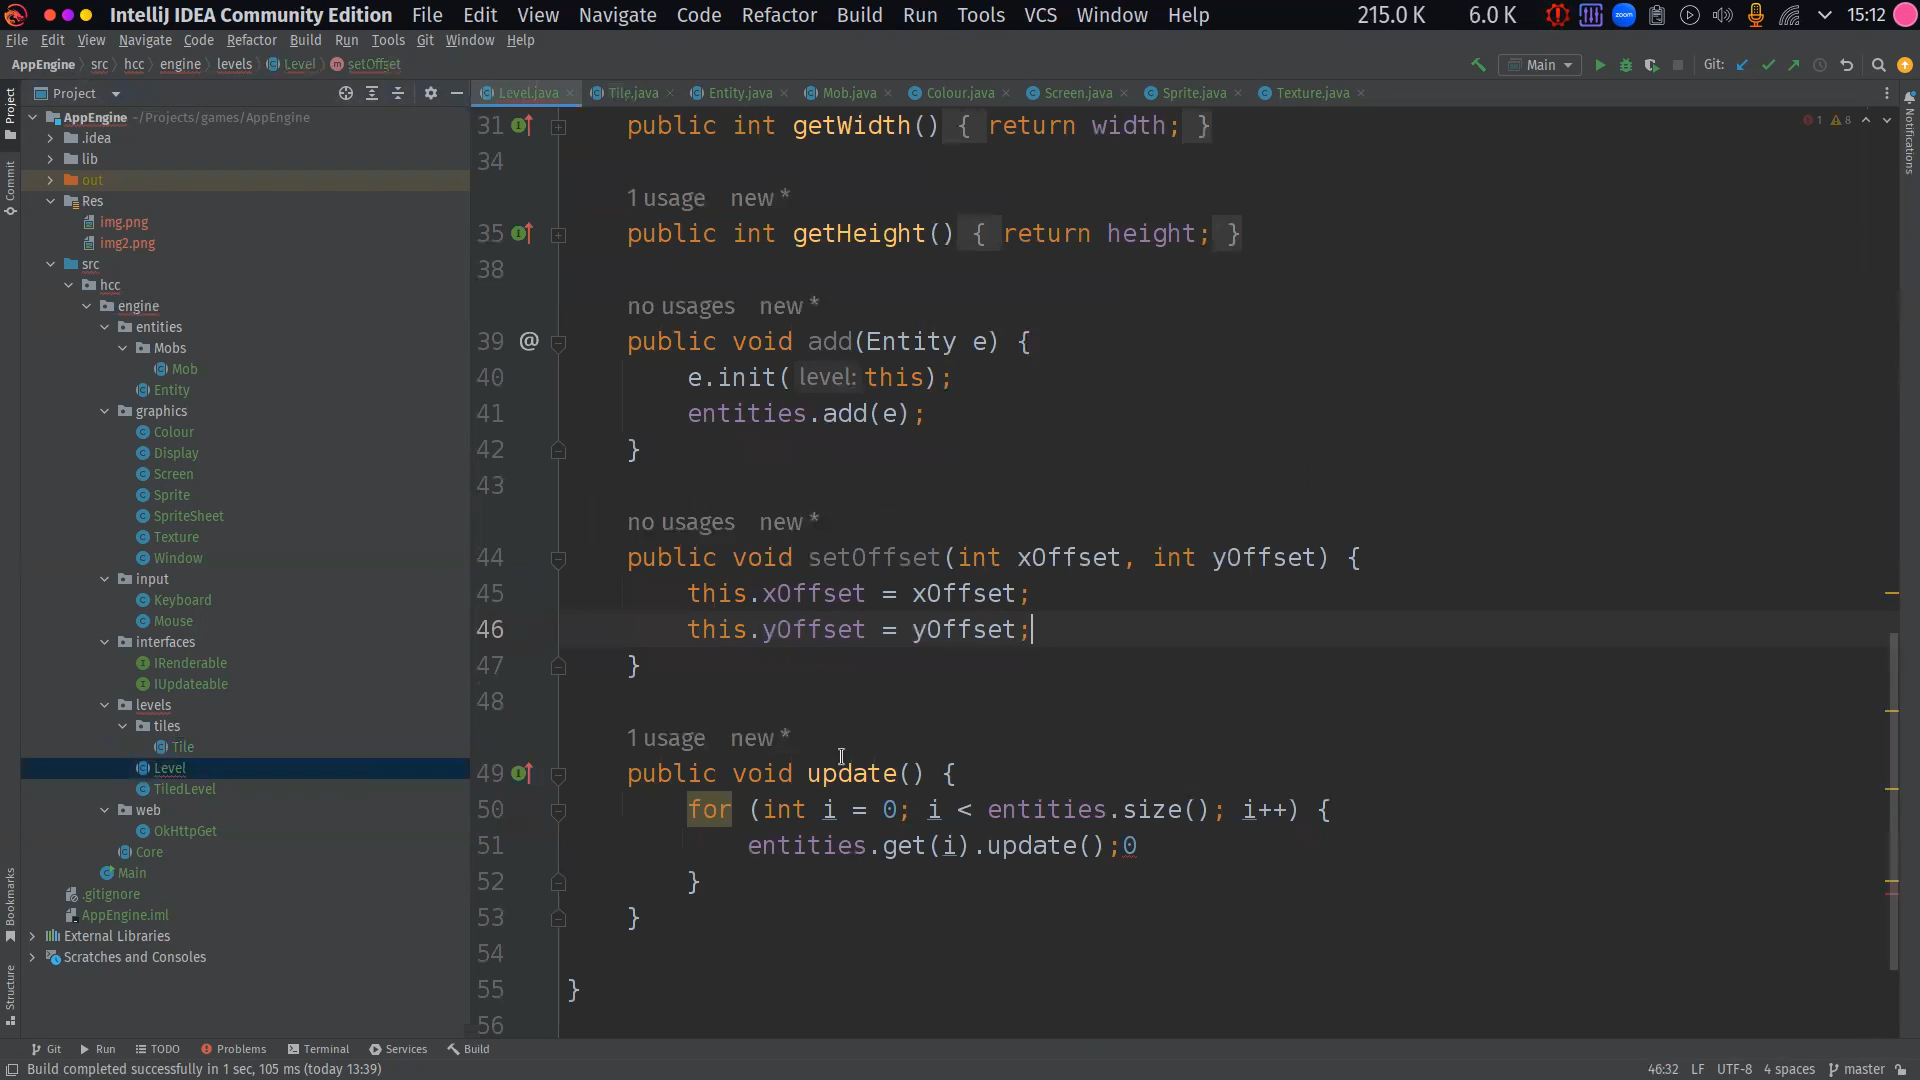 IntelliJ IDEA Community Edition File Edit View Navigate Code Refactor Build Run Tools VCS Window Help 215.0 K 6.0 K zoom 15:12
File Edit View Navigate Code Refactor Build Run Tools Git Window Help
AppEngine src hcc engine levels Level setOffset Main Git:
Project Level.java Tile.java Entity.java Mob.java Colour.java Screen.java Sprite.java Texture.java
Project
Commit
Bookmarks
Structure
Notifications
AppEngine ~/Projects/games/AppEngine
.idea
lib
out
Res
img.png
img2.png
src
hcc
engine
entities
Mobs
Mob
Entity
graphics
Colour
Display
Screen
Sprite
SpriteSheet
Texture
Window
input
Keyboard
Mouse
interfaces
IRenderable
IUpdateable
levels
tiles
Tile
Level
TiledLevel
web
OkHttpGet
Core
Main
.gitignore
AppEngine.iml
External Libraries
Scratches and Consoles
1 8
31 public int getWidth() { return width; }
34
1 usage new *
35 public int getHeight() { return height; }
38
no usages new *
39 @ public void add(Entity e) {
40 e.init( level: this);
41 entities.add(e);
42 }
43
no usages new *
44 public void setOffset(int xOffset, int yOffset) {
45 this.xOffset = xOffset;
46 this.yOffset = yOffset;
47 }
48
1 usage new *
49 public void update() {
50 for (int i = 0; i < entities.size(); i++) {
51 entities.get(i).update();0
52 }
53 }
54
55 }
56
Git Run TODO Problems Terminal Services Build
Build completed successfully in 1 sec, 105 ms (today 13:39) 46:32 LF UTF-8 4 spaces master